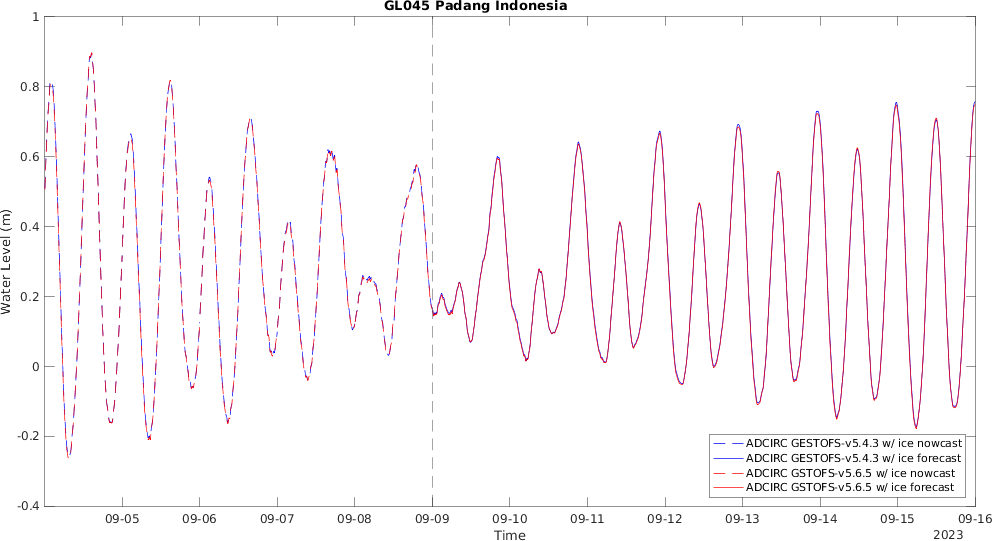 GL045 Padang Indonesia
1
0.8
0.6
0.4
0.2
0
-0.2
-0.4
Water Level (m)
ADCIRC GESTOFS-v5.4.3 w/ ice nowcast
ADCIRC GESTOFS-v5.4.3 w/ ice forecast
ADCIRC GSTOFS-v5.6.5 w/ ice nowcast
ADCIRC GSTOFS-v5.6.5 w/ ice forecast
09-05 09-06 09-07 09-08 09-09 09-10 09-11 09-12 09-13 09-14 09-15 09-16
Time
2023